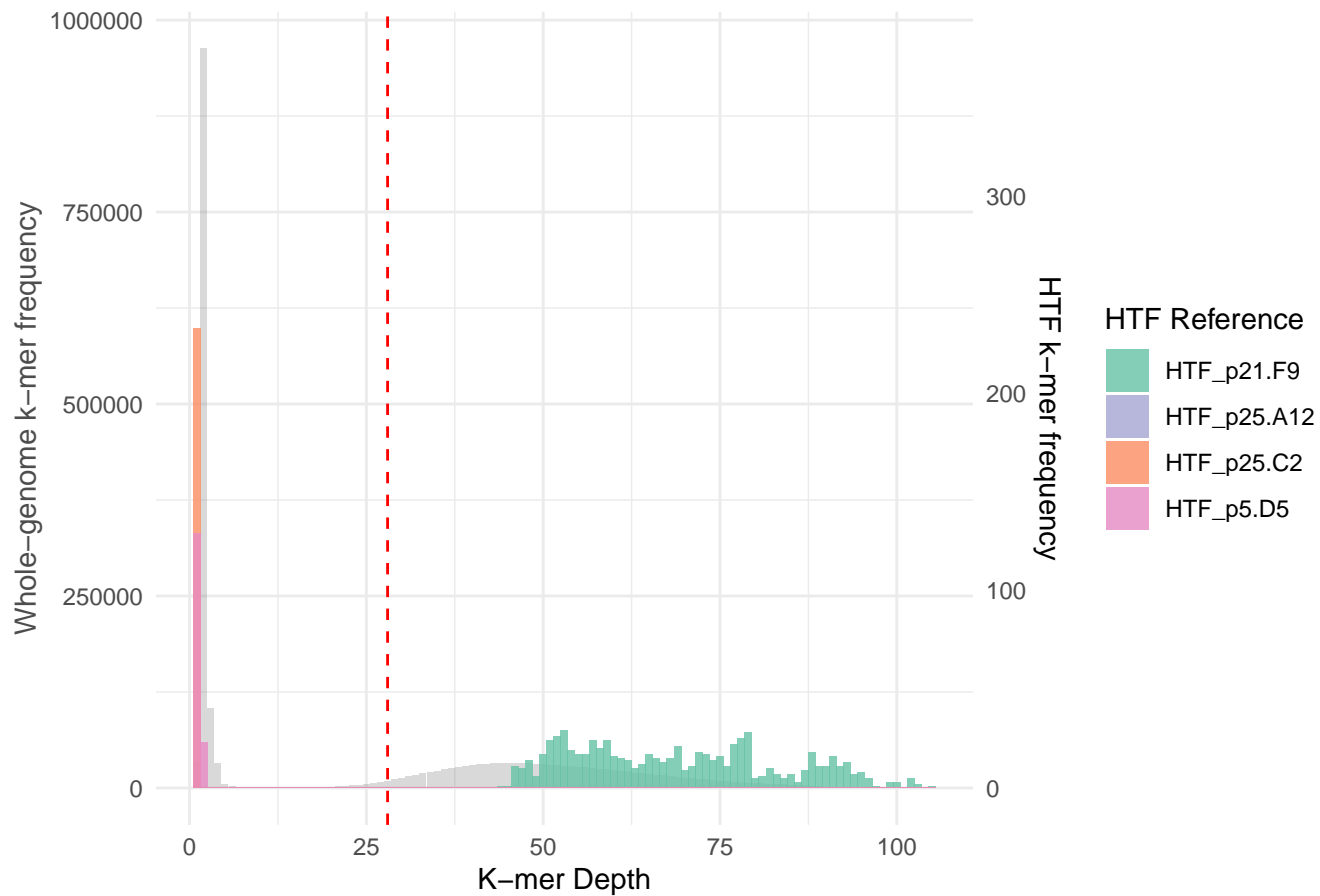 Whole−genome k−mer frequency
1000000
750000
500000
250000
0
0
25
50
75
100
K−mer Depth
300
200
100
0
HTF k−mer frequency
HTF Reference
HTF_p21.F9
HTF_p25.A12
HTF_p25.C2
HTF_p5.D5